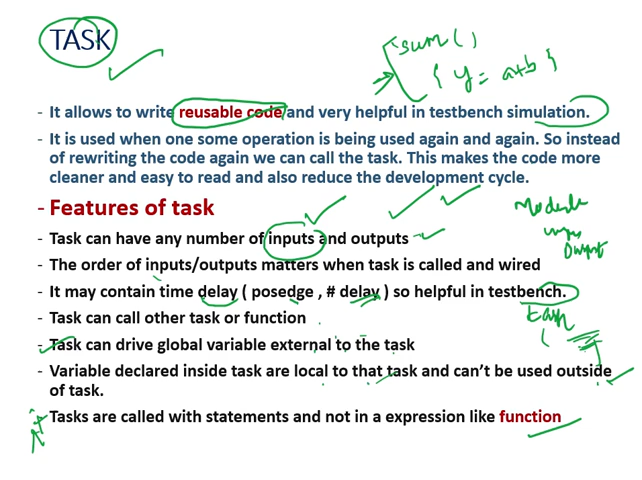 TASK
sum()
{ y = a+b }
- It allows to write reusable code and very helpful in testbench simulation.
- It is used when one some operation is being used again and again. So instead
of rewriting the code again we can call the task. This makes the code more
cleaner and easy to read and also reduce the development cycle.
- Features of task
- Task can have any number of inputs and outputs
- The order of inputs/outputs matters when task is called and wired
- It may contain time delay ( posedge , # delay ) so helpful in testbench.
- Task can call other task or function
- Task can drive global variable external to the task
- Variable declared inside task are local to that task and can't be used outside
of task.
- Tasks are called with statements and not in a expression like function